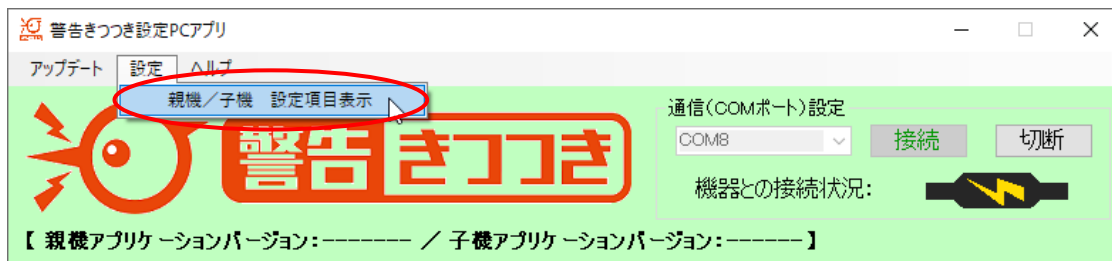 警告きつつき設定PCアプリ
アップデート 設定 ヘルプ
親機／子機 設定項目表示
警告きつつき
通信(COMポート)設定
COM8 接続 切断
機器との接続状況:
【 親機アプリケーションバージョン:------- ／ 子機アプリケーションバージョン:------】